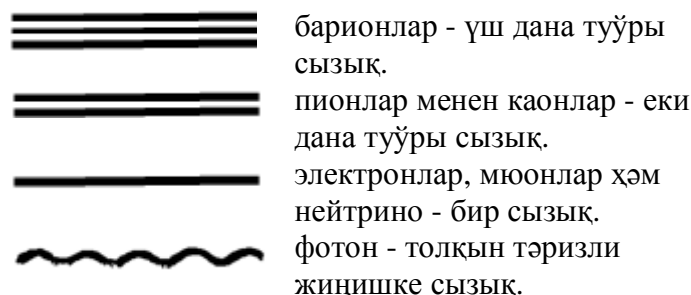 барионлар - үш дана туўры
сызық.
пионлар менен каонлар - еки
дана туўры сызық.
электронлар, мюонлар ҳәм
нейтрино - бир сызық.
фотон - толқын тәризли
жиңишке сызық.